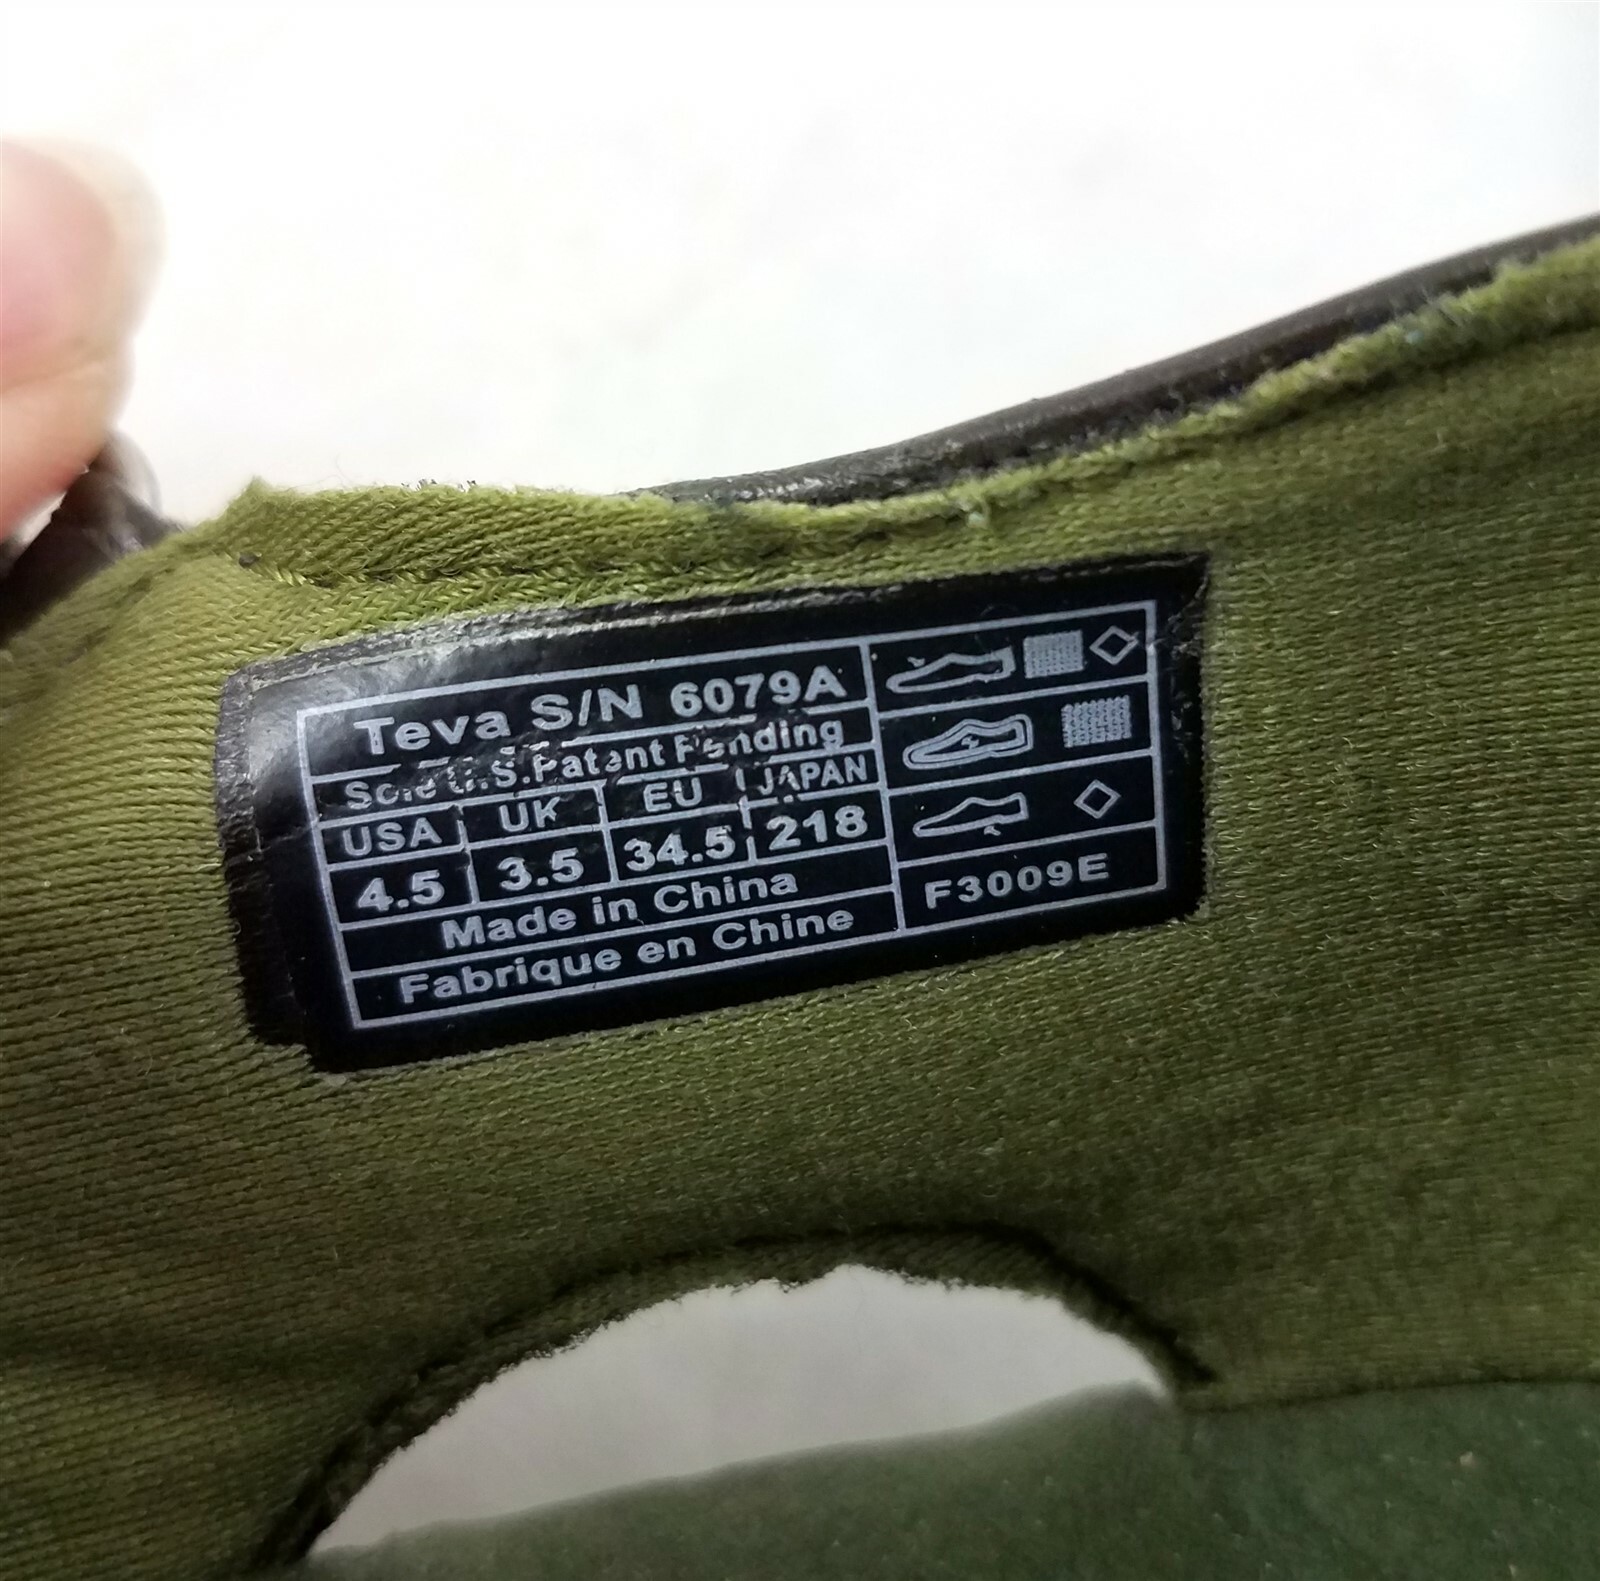 Teva S/N 6079A
Sole U.S.Patent Pending
USA UK EU JAPAN
4.5 3.5 34.5 218
Made in China
Fabrique en Chine
F3009E